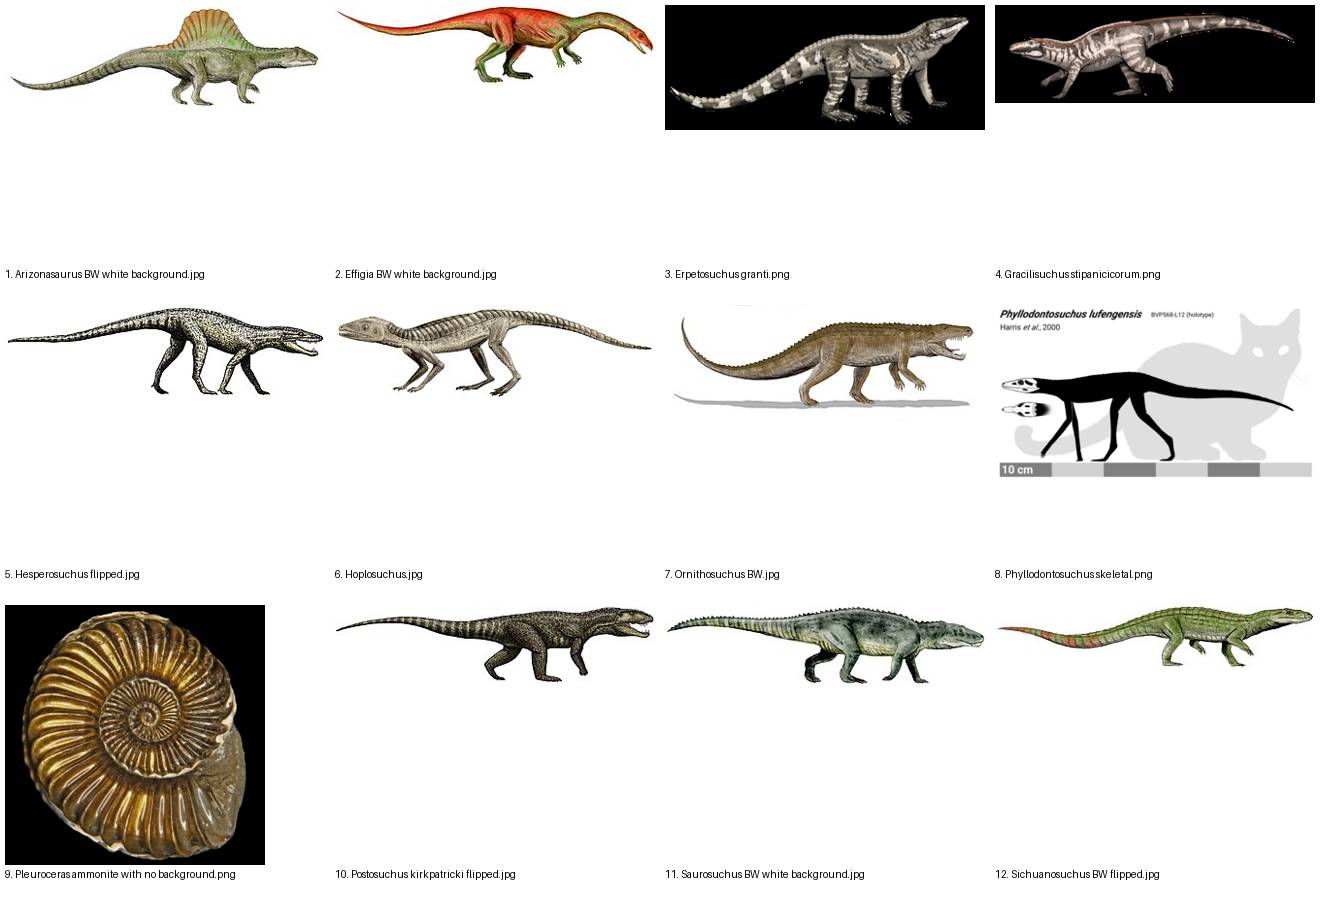 1. Arizonasaurus BW white background.jpg
2. Effigia BW white background.jpg
3. Erpetosuchus granti.png
4. Gracilisuchus stipanicicorum.png
Phyllodontosuchus lufengensis BVP568-L12 (holotype)
Harris et al., 2000
10 cm
5. Hesperosuchus flipped.jpg
6. Hoplosuchus.jpg
7. Ornithosuchus BW.jpg
8. Phyllodontosuchus skeletal.png
9. Pleuroceras ammonite with no background.png
10. Postosuchus kirkpatricki flipped.jpg
11. Saurosuchus BW white background.jpg
12. Sichuanosuchus BW flipped.jpg